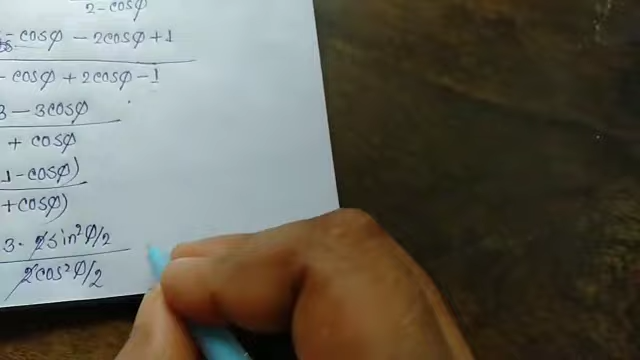 2 - cosφ
- cosφ - 2cosφ + 1
- cosφ + 2cosφ - 1
3 - 3cosφ
+ cosφ
1 - cosφ)
+ cosφ)
3 · 2sin²φ/2
2cos²φ/2